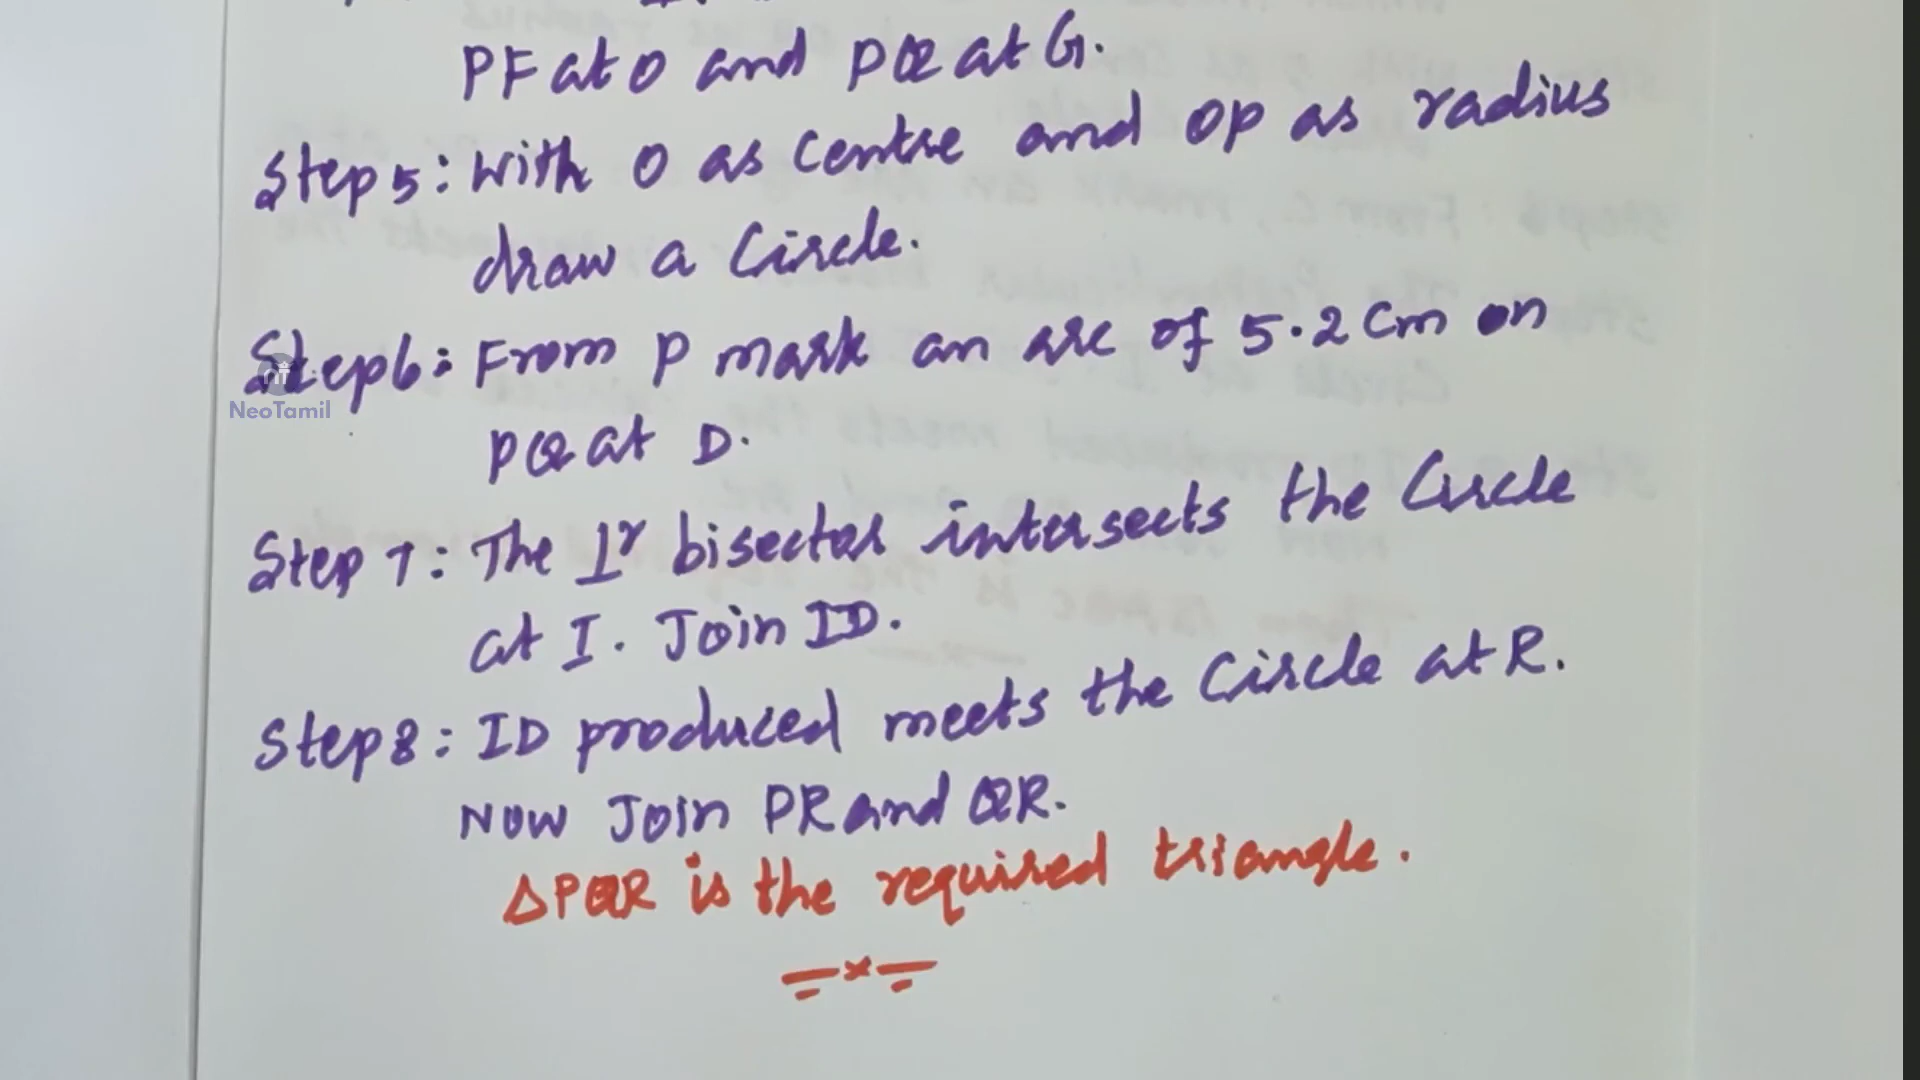 PF at O and PQ at G.
Step 5: With O as Centre and OP as radius
draw a Circle.
Step 6: From P mark an arc of 5.2 cm on
NeoTamil
PQ at D.
Step 7: The ⊥r bisector intersects the Circle
at I. Join ID.
Step 8: ID produced meets the Circle at R.
Now Join PR and QR.
ΔPQR is the required triangle.